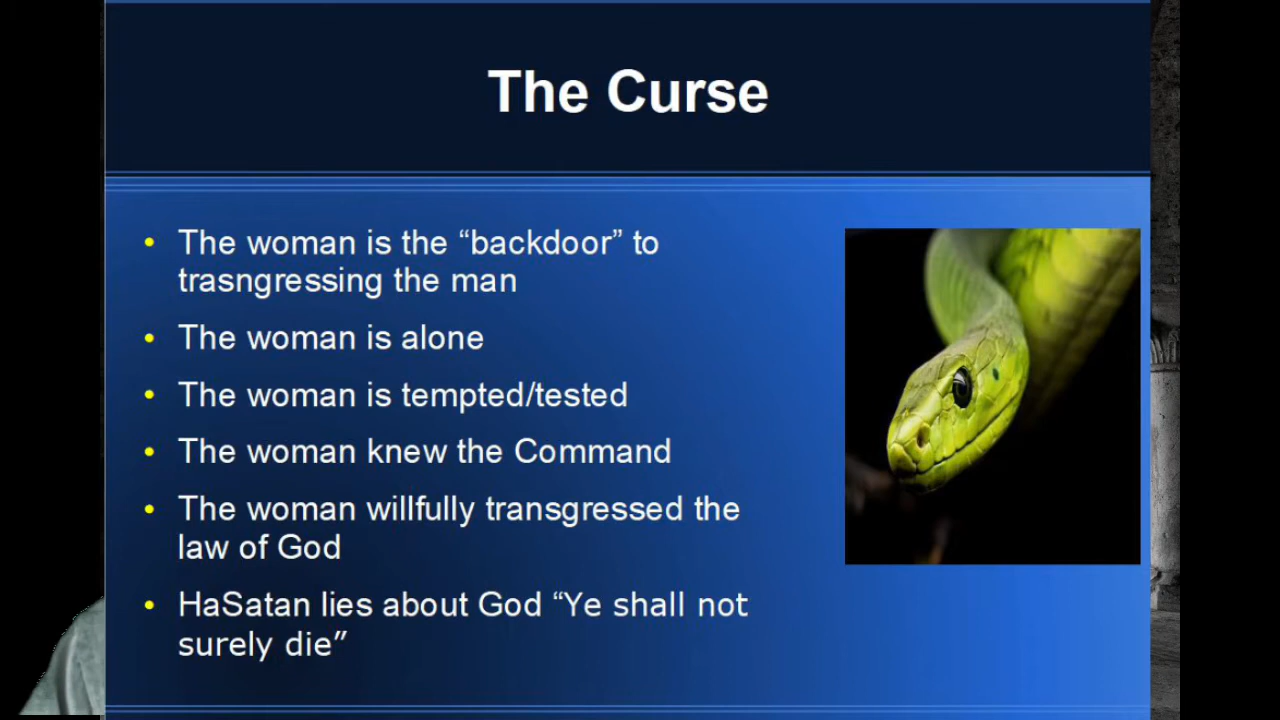 The Curse
• The woman is the “backdoor” to
trasngressing the man
• The woman is alone
• The woman is tempted/tested
• The woman knew the Command
• The woman willfully transgressed the
law of God
• HaSatan lies about God “Ye shall not
surely die”